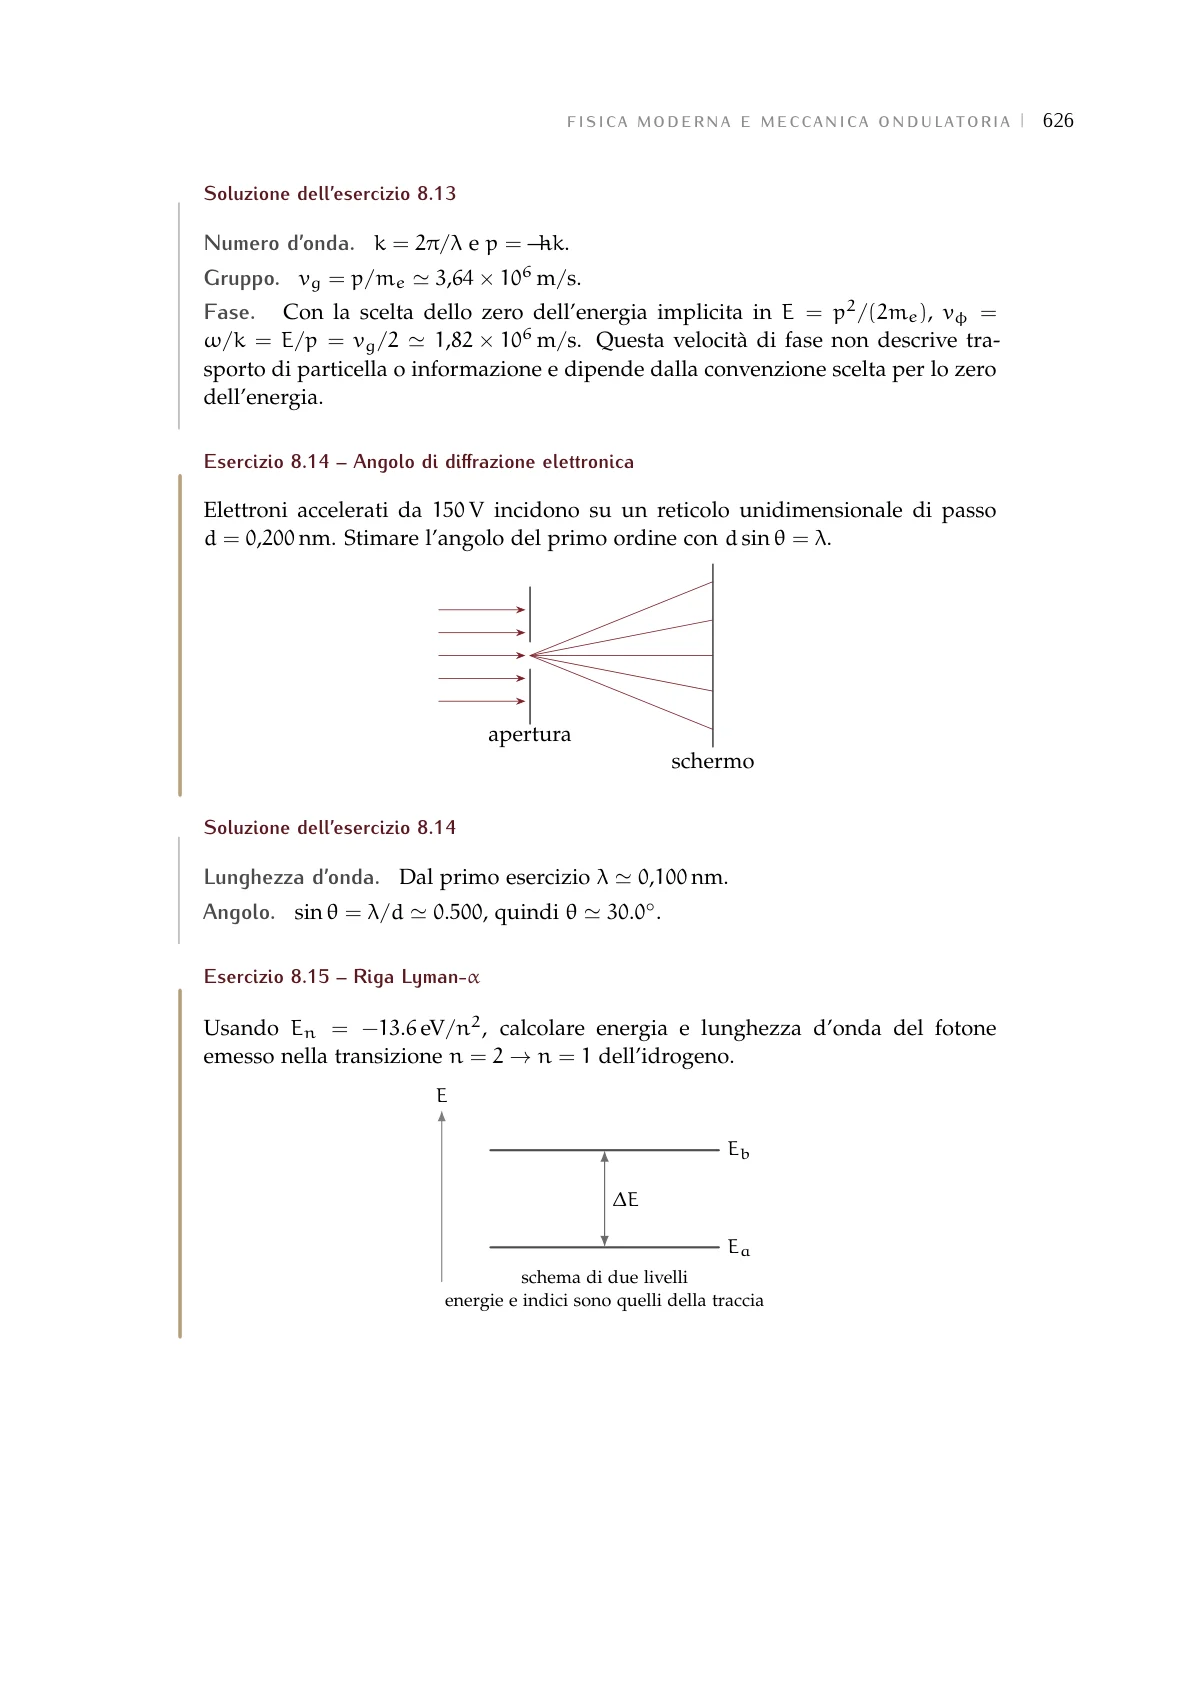 FISICA MODERNA E MECCANICA ONDULATORIA | 626
Soluzione dell'esercizio 8.13
Numero d'onda. k = 2π/λ e p = ħk.
Gruppo. v_g = p/m_e ≃ 3,64 × 10⁶ m/s.
Fase. Con la scelta dello zero dell'energia implicita in E = p²/(2m_e), v_ϕ =
ω/k = E/p = v_g/2 ≃ 1,82 × 10⁶ m/s. Questa velocità di fase non descrive tra-
sporto di particella o informazione e dipende dalla convenzione scelta per lo zero
dell'energia.
Esercizio 8.14 – Angolo di diffrazione elettronica
Elettroni accelerati da 150 V incidono su un reticolo unidimensionale di passo
d = 0,200 nm. Stimare l'angolo del primo ordine con d sin θ = λ.
apertura
schermo
Soluzione dell'esercizio 8.14
Lunghezza d'onda. Dal primo esercizio λ ≃ 0,100 nm.
Angolo. sin θ = λ/d ≃ 0.500, quindi θ ≃ 30.0°.
Esercizio 8.15 – Riga Lyman-α
Usando E_n = −13.6 eV/n², calcolare energia e lunghezza d'onda del fotone
emesso nella transizione n = 2 → n = 1 dell'idrogeno.
E
E_b
ΔE
E_a
schema di due livelli
energie e indici sono quelli della traccia